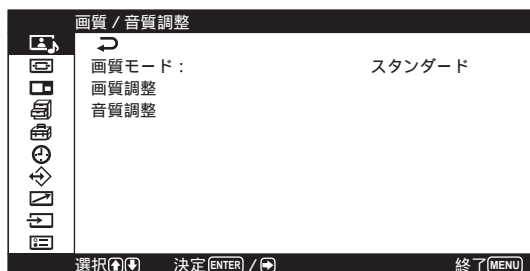 画質 / 音質調整
画質モード： スタンダード
画質調整
音質調整
選択 決定 ENTER / 終了 MENU